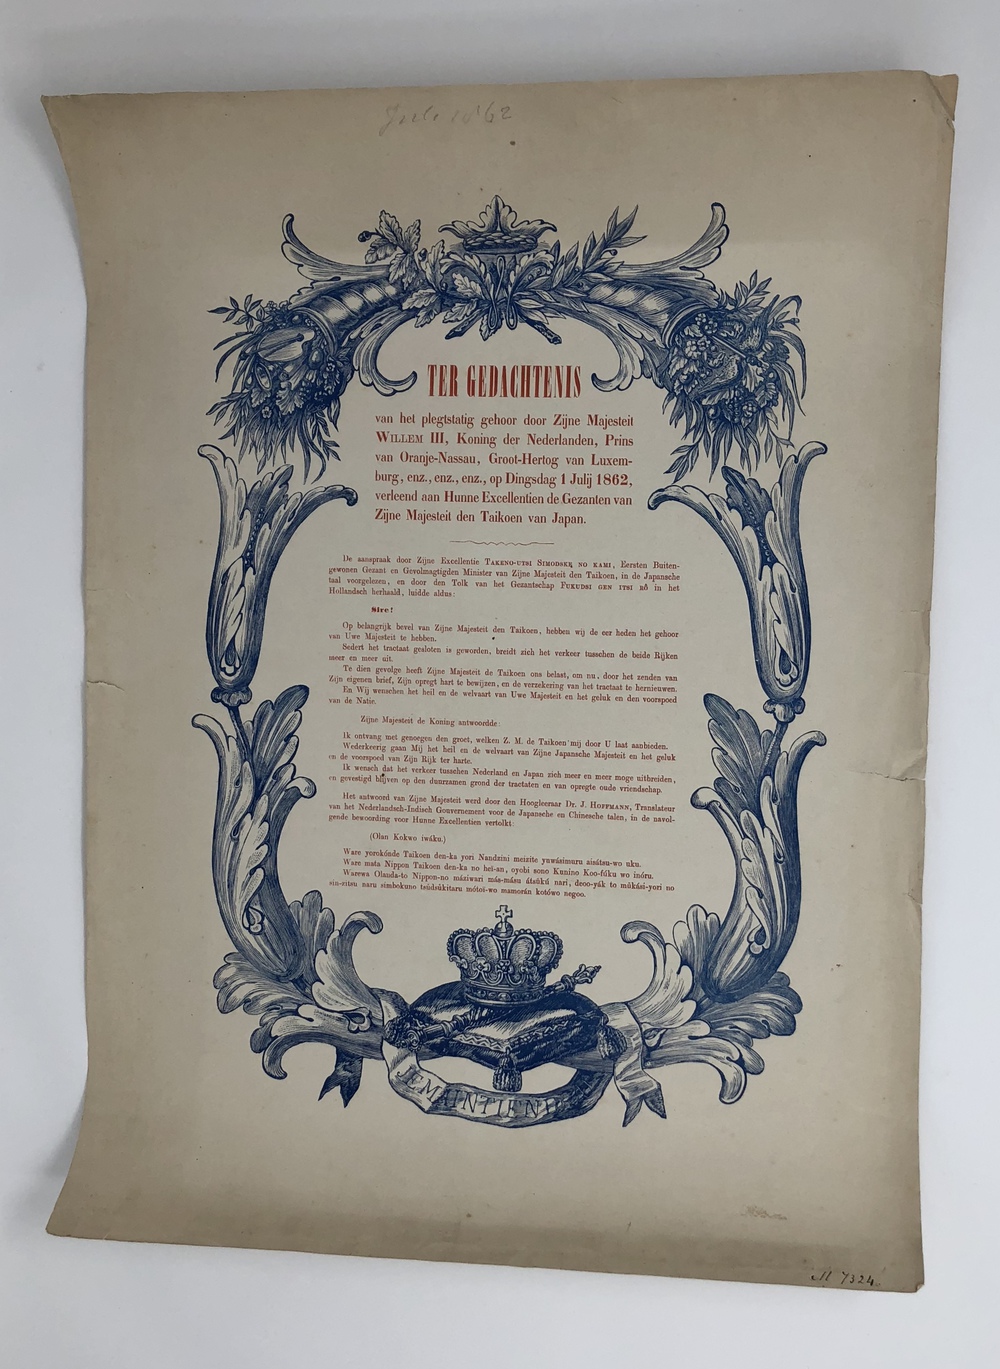 Juli 1862
TER GEDACHTENIS
van het plegtstatig gehoor door Zijne Majesteit
WILLEM III, Koning der Nederlanden, Prins
van Oranje-Nassau, Groot-Hertog van Luxem-
burg, enz., enz., enz., op Dingsdag 1 Julij 1862,
verleend aan Hunne Excellentien de Gezanten van
Zijne Majesteit den Taikoen van Japan.
De aanspraak door Zijne Excellentie TAKENO-UTSI SIMODSKE NO KAMI, Eersten Buiten-
gewonen Gezant en Gevolmagtigden Minister van Zijne Majesteit den Taikoen, in de Japansche
taal voorgelezen, en door den Tolk van het Gezantschap FUKUDSI GEN ITSI RÔ in het
Hollandsch herhaald, luidde aldus:
Sire!
Op belangrijk bevel van Zijne Majesteit den Taikoen, hebben wij de eer heden het gehoor
van Uwe Majesteit te hebben.
Sedert het tractaat gesloten is geworden, breidt zich het verkeer tusschen de beide Rijken
meer en meer uit.
Te dien gevolge heeft Zijne Majesteit de Taikoen ons belast, om nu, door het zenden van
Zijn eigenen brief, Zijn opregt hart te bewijzen, en de verzekering van het tractaat te hernieuwen.
En Wij wenschen het heil en de welvaart van Uwe Majesteit en het geluk en den voorspoed
van de Natie.
Zijne Majesteit de Koning antwoordde:
Ik ontvang met genoegen den groet, welken Z. M. de Taikoen mij door U laat aanbieden.
Wederkeerig gaan Mij het heil en de welvaart van Zijne Japansche Majesteit en het geluk
en de voorspoed van Zijn Rijk ter harte.
Ik wensch dat het verkeer tusschen Nederland en Japan zich meer en meer moge uitbreiden,
en gevestigd blijven op den duurzamen grond der tractaten en van opregte oude vriendschap.
Het antwoord van Zijne Majesteit werd door den Hoogleeraar Dr. J. HOFFMANN, Translateur
van het Nederlandsch-Indisch Gouvernement voor de Japansche en Chinesche talen, in de navol-
gende bewoording voor Hunne Excellentien vertolkt:
(Olan Kokwo iwáku.)
Ware yorokónde Taikoen den-ka yori Nandzini meizite yuwázimuru aisátsu-wo uku.
Ware mata Nippon Taikoen den-ka no heï-an, oyobi sono Kunino Koo-fúku wo inóru.
Warewa Olanda-to Nippon-no máziwari más-másu átsúkú nari, deoo-yák to múkási-yori no
sin-zitsu naru simbokuno tsúdsúkitaru mótoï-wo mamorán kotówo negoo.
JE MAINTIENDRAI
M 7324